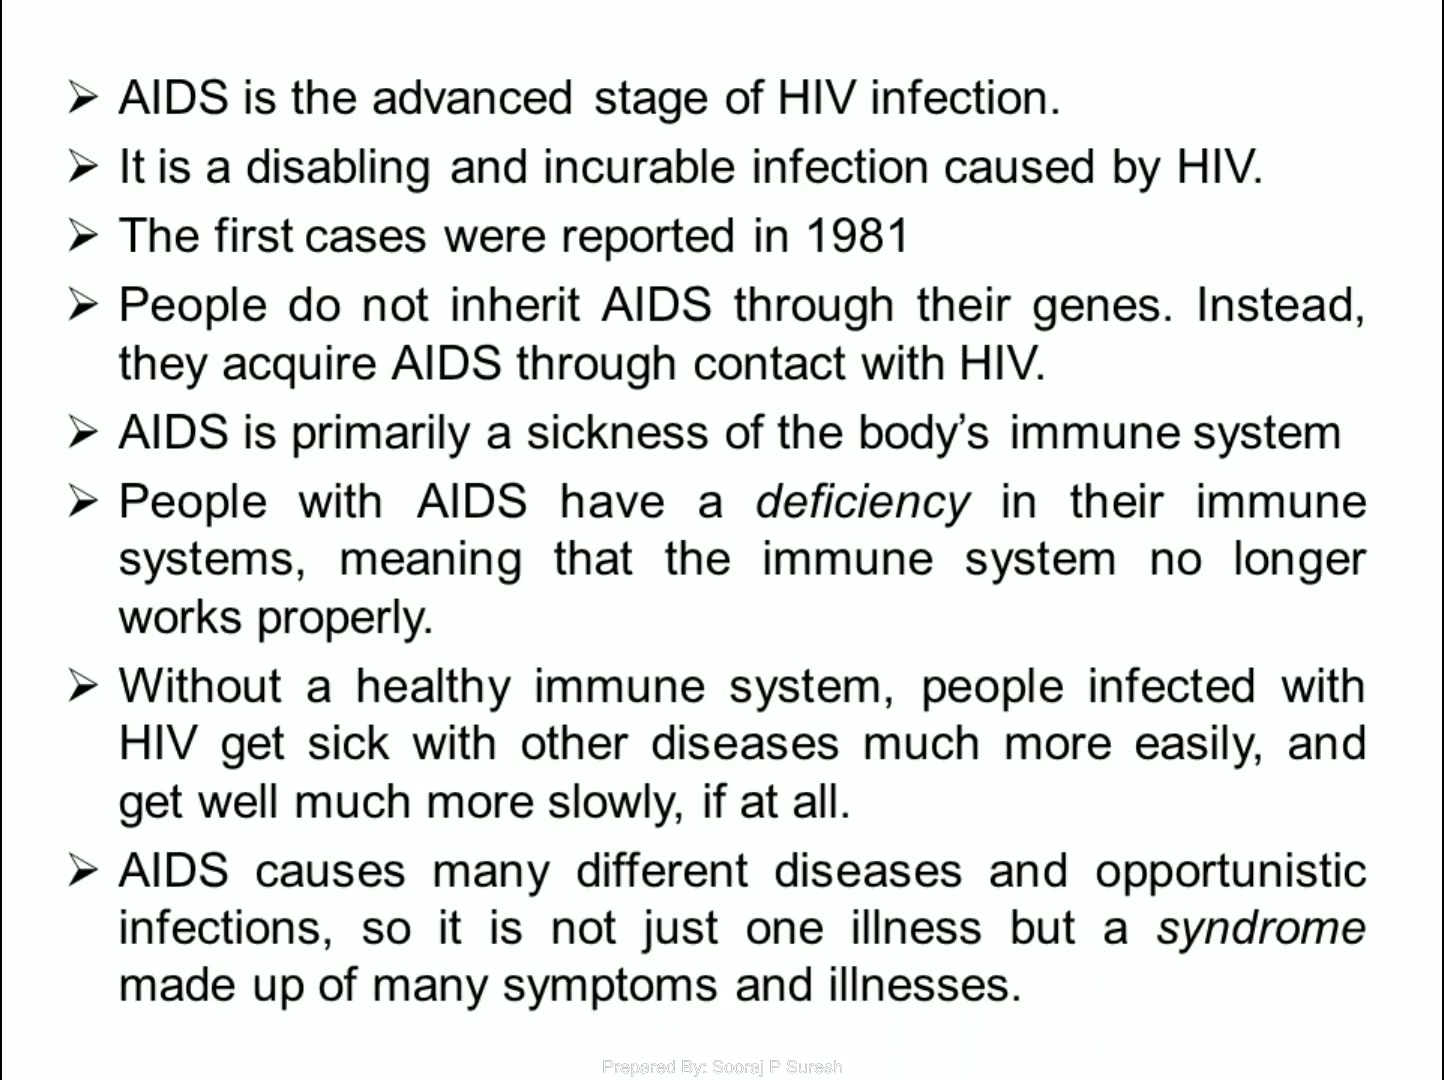 ➢ AIDS is the advanced stage of HIV infection.
➢ It is a disabling and incurable infection caused by HIV.
➢ The first cases were reported in 1981
➢ People do not inherit AIDS through their genes. Instead,
they acquire AIDS through contact with HIV.
➢ AIDS is primarily a sickness of the body’s immune system
➢ People with AIDS have a deficiency in their immune
systems, meaning that the immune system no longer
works properly.
➢ Without a healthy immune system, people infected with
HIV get sick with other diseases much more easily, and
get well much more slowly, if at all.
➢ AIDS causes many different diseases and opportunistic
infections, so it is not just one illness but a syndrome
made up of many symptoms and illnesses.
Prepared By: Sooraj P Suresh